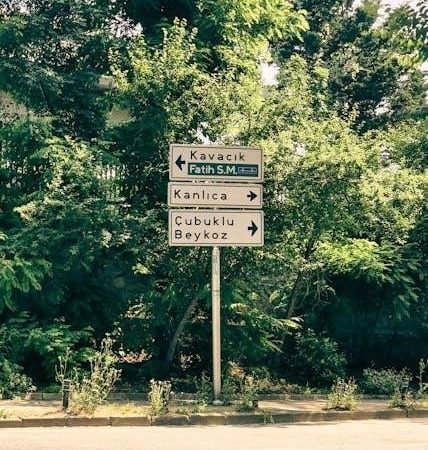 Kavacık
Fatih S.M.
Kanlıca
Çubuklu
Beykoz